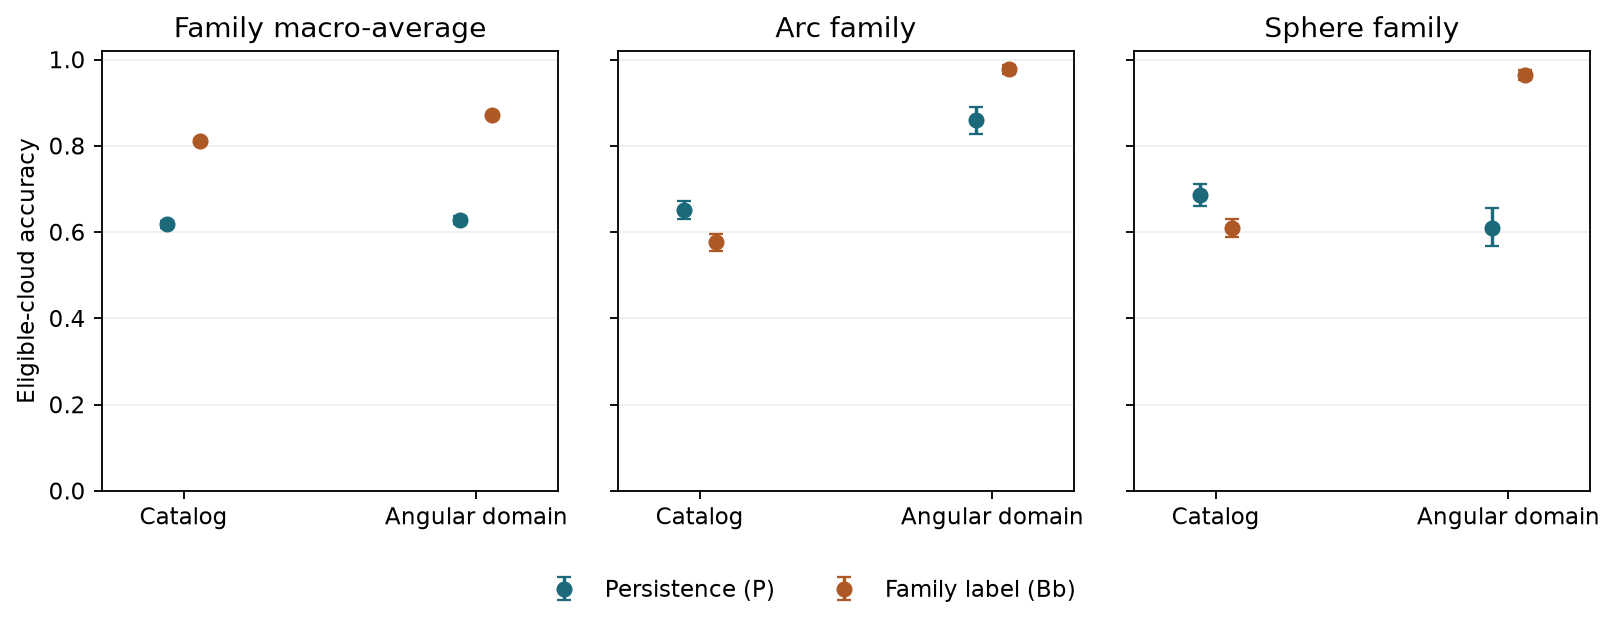 Family macro-average
Arc family
Sphere family
Eligible-cloud accuracy
1.0
0.8
0.6
0.4
0.2
0.0
Catalog
Angular domain
Catalog
Angular domain
Catalog
Angular domain
Persistence (P)
Family label (Bb)